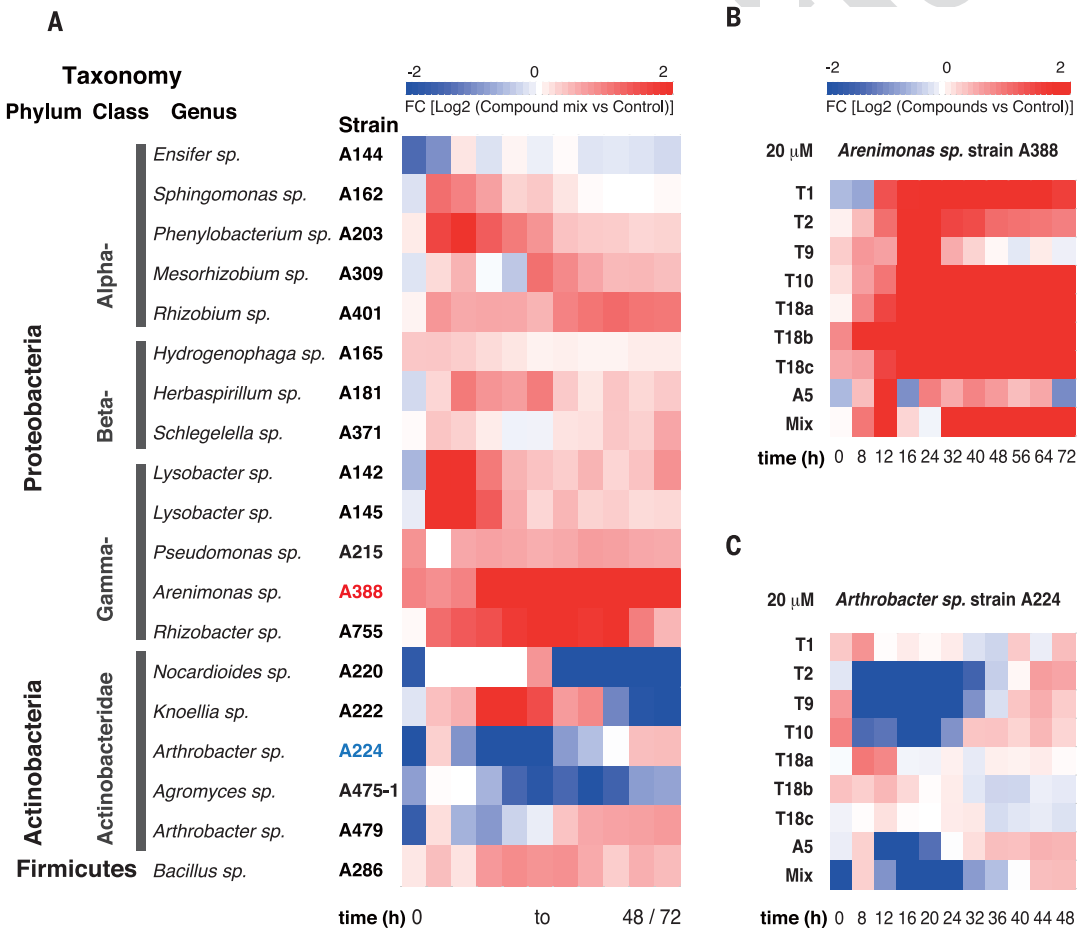 A
Taxonomy
Phylum Class Genus
Strain
-2 0 2
FC [Log2 (Compound mix vs Control)]
Proteobacteria
Alpha-
Ensifer sp. A144
Sphingomonas sp. A162
Phenylobacterium sp. A203
Mesorhizobium sp. A309
Rhizobium sp. A401
Beta-
Hydrogenophaga sp. A165
Herbaspirillum sp. A181
Schlegelella sp. A371
Gamma-
Lysobacter sp. A142
Lysobacter sp. A145
Pseudomonas sp. A215
Arenimonas sp. A388
Rhizobacter sp. A755
Actinobacteria
Actinobacteridae
Nocardioides sp. A220
Knoellia sp. A222
Arthrobacter sp. A224
Agromyces sp. A475-1
Arthrobacter sp. A479
Firmicutes Bacillus sp. A286
time (h) 0 to 48 / 72
B
-2 0 2
FC [Log2 (Compounds vs Control)]
20 μM Arenimonas sp. strain A388
T1
T2
T9
T10
T18a
T18b
T18c
A5
Mix
time (h) 0 8 12 16 24 32 40 48 56 64 72
C
20 μM Arthrobacter sp. strain A224
T1
T2
T9
T10
T18a
T18b
T18c
A5
Mix
time (h) 0 8 12 16 20 24 32 36 40 44 48